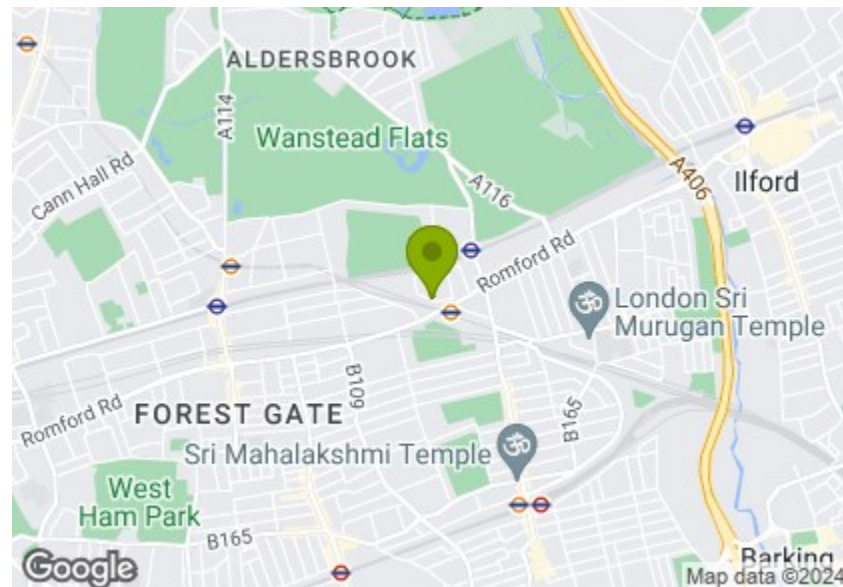 ALDERSBROOK
A114
Wanstead Flats
Cann Hall Rd
A116
A406
Ilford
Romford Rd
London Sri
Murugan Temple
B109
Romford Rd
FOREST GATE
B165
Sri Mahalakshmi Temple
West
Ham Park
B165
Barking
Google
Map data ©2024